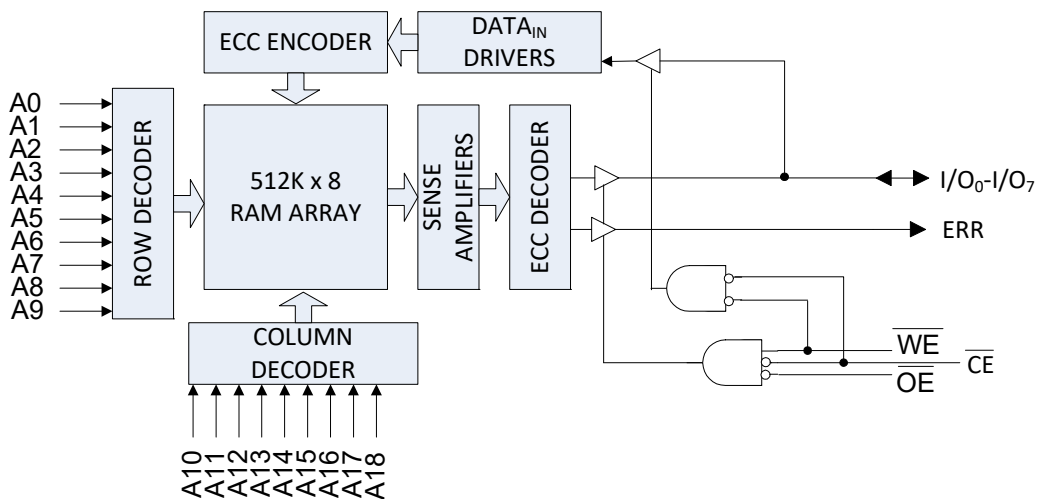 ECC ENCODER
DATAIN
DRIVERS
A0
A1
A2
A3
A4
A5
A6
A7
A8
A9
ROW DECODER
512K x 8
RAM ARRAY
SENSE
AMPLIFIERS
ECC DECODER
I/O0-I/O7
ERR
COLUMN
DECODER
WE
CE
OE
A10
A11
A12
A13
A14
A15
A16
A17
A18